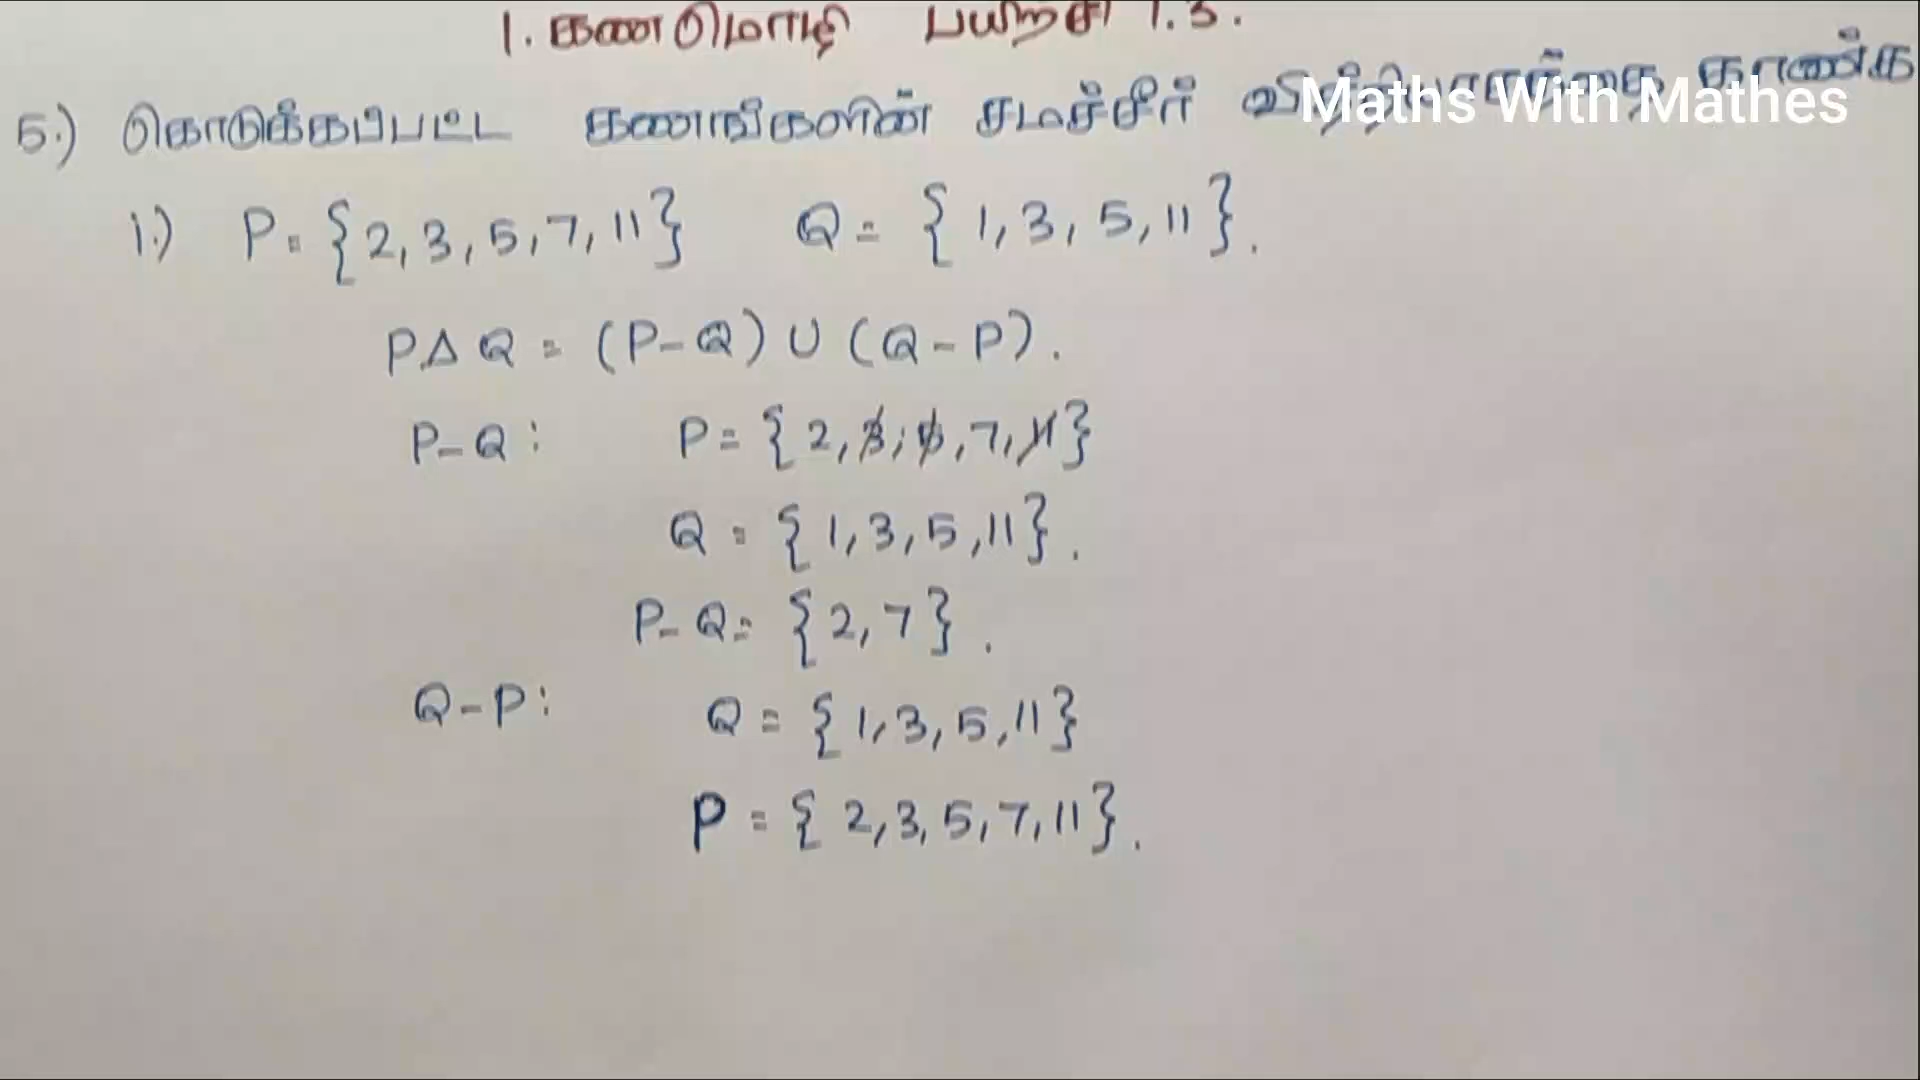 1. கணமொழி பயிற்சி 1.3.
5.) கொடுக்கப்பட்ட கணங்களின் சமச்சீர் காண்க
Maths With Mathes
1.) P = {2, 3, 5, 7, 11} Q = {1, 3, 5, 11}.
P Δ Q = (P - Q) ∪ (Q - P).
P - Q : P = {2, 3, 5, 7, 11}
Q = {1, 3, 5, 11}.
P - Q = {2, 7}.
Q - P : Q = {1, 3, 5, 11}
P = {2, 3, 5, 7, 11}.